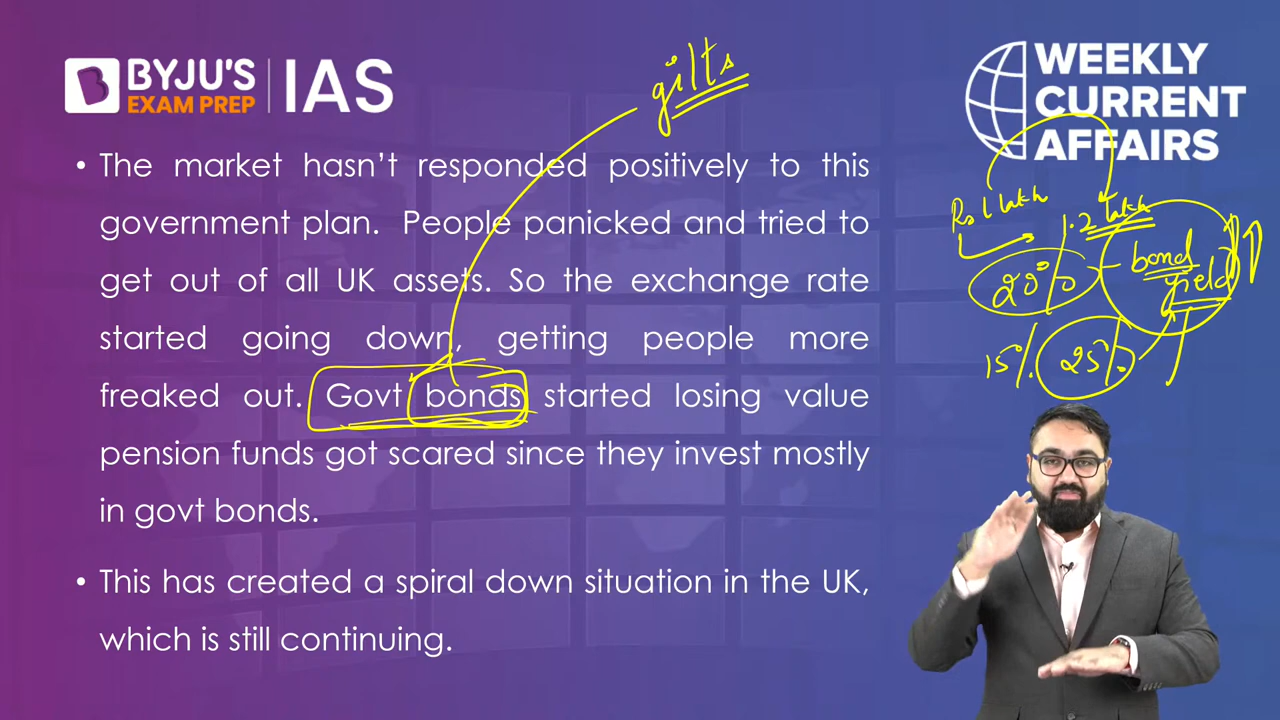 BYJU'S
EXAM PREP
IAS
WEEKLY
CURRENT
AFFAIRS
gilts
• The market hasn't responded positively to this
government plan. People panicked and tried to
get out of all UK assets. So the exchange rate
started going down, getting people more
freaked out. Govt bonds started losing value
pension funds got scared since they invest mostly
in govt bonds.
• This has created a spiral down situation in the UK,
which is still continuing.
Rs 1 lakh
1.2 lakh
20%
bond
yield
15%
25%